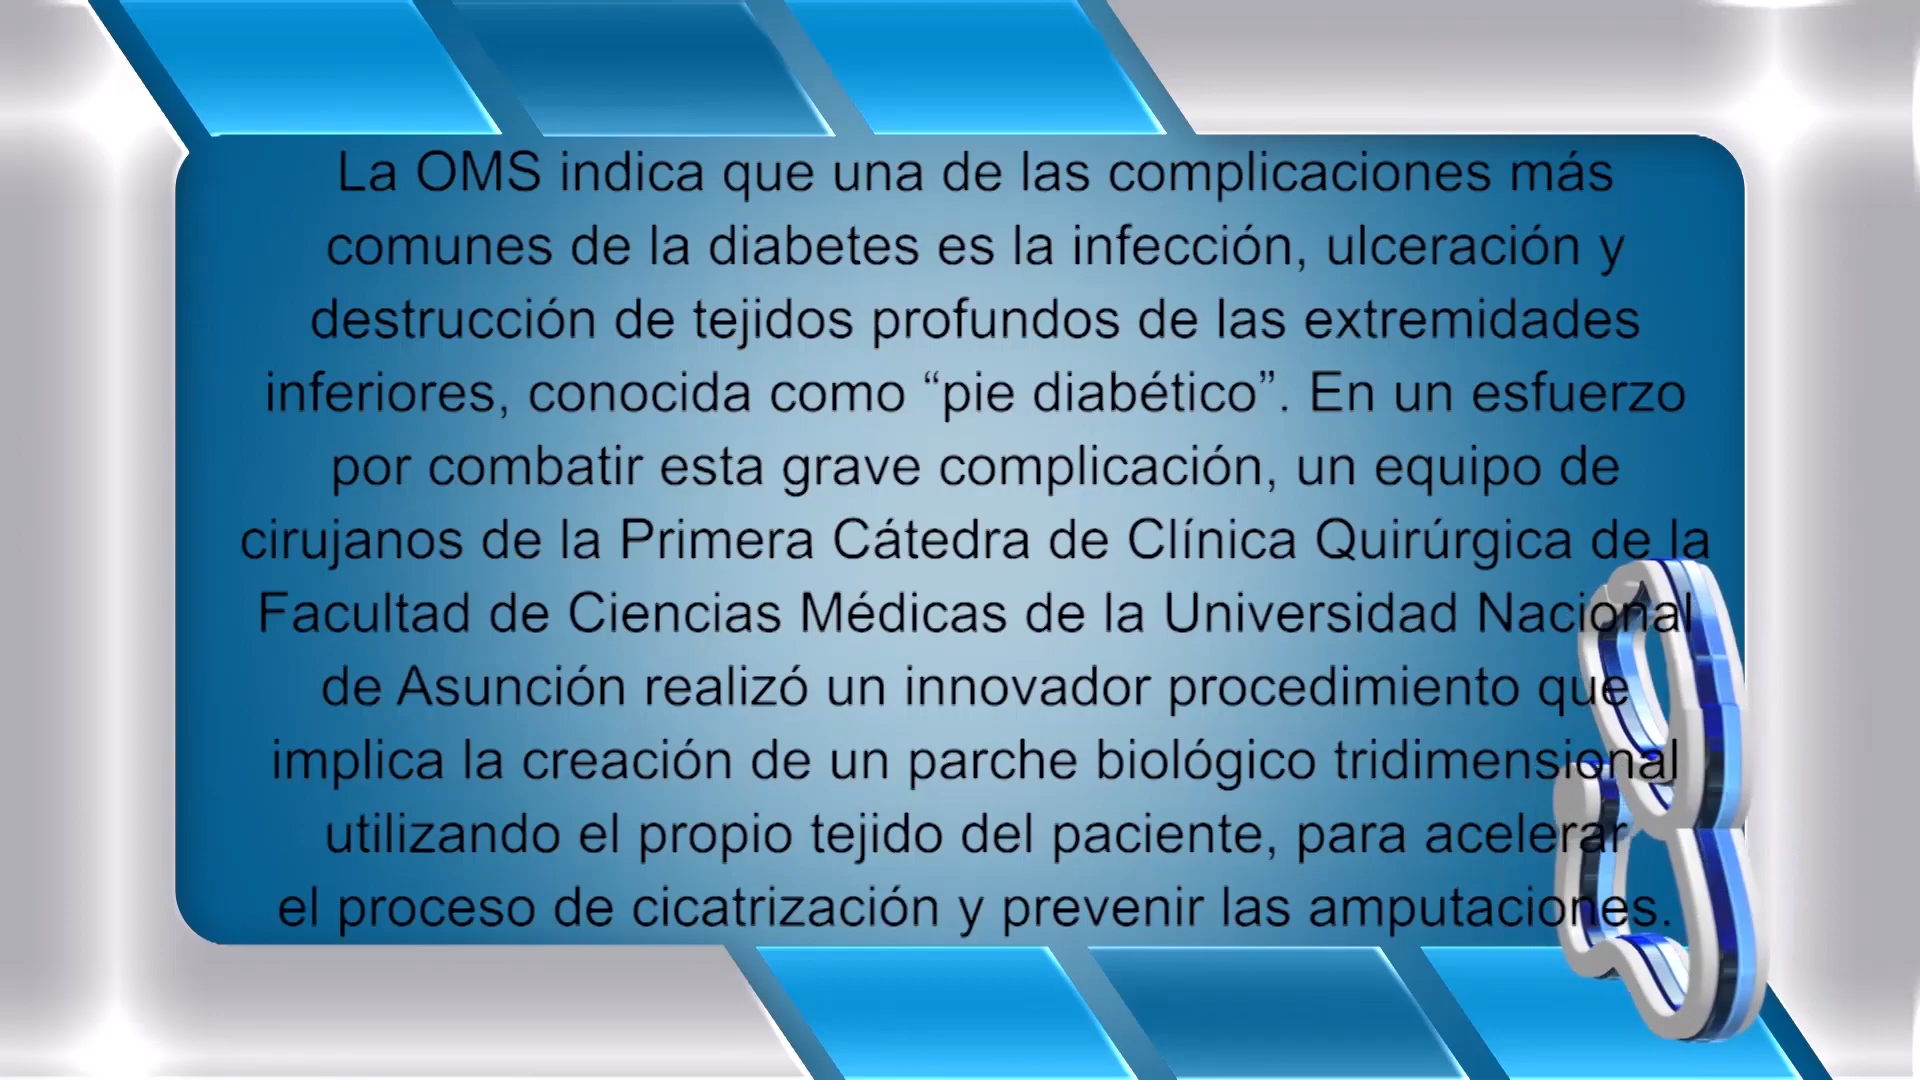 La OMS indica que una de las complicaciones más
comunes de la diabetes es la infección, ulceración y
destrucción de tejidos profundos de las extremidades
inferiores, conocida como “pie diabético”. En un esfuerzo
por combatir esta grave complicación, un equipo de
cirujanos de la Primera Cátedra de Clínica Quirúrgica de la
Facultad de Ciencias Médicas de la Universidad Nacional
de Asunción realizó un innovador procedimiento que
implica la creación de un parche biológico tridimensional
utilizando el propio tejido del paciente, para acelerar
el proceso de cicatrización y prevenir las amputaciones.